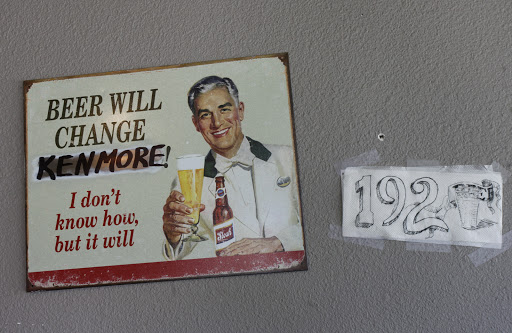 BEER WILL
CHANGE
KENMORE!
I don't
know how,
but it will
192